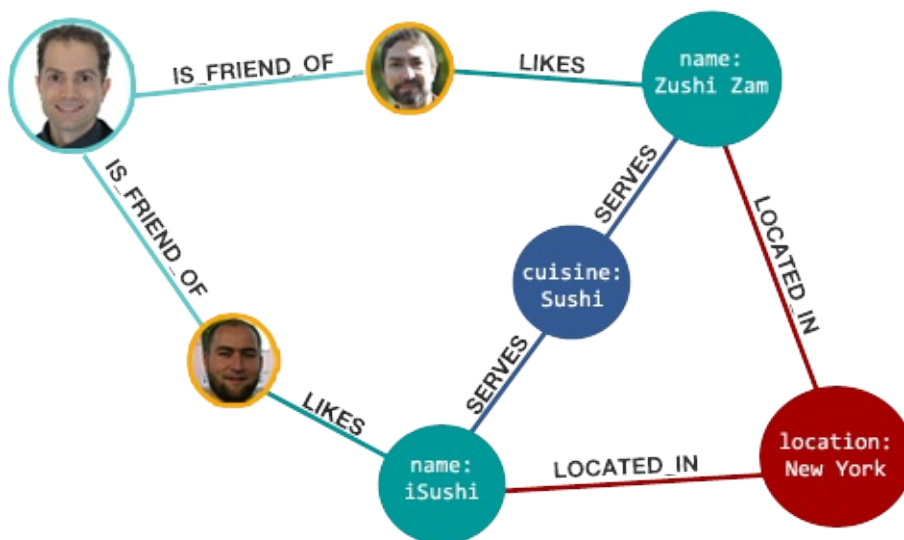 IS_FRIEND_OF
LIKES
name:
Zushi Zam
IS_FRIEND_OF
SERVES
LOCATED_IN
cuisine:
Sushi
SERVES
LIKES
name:
iSushi
LOCATED_IN
location:
New York